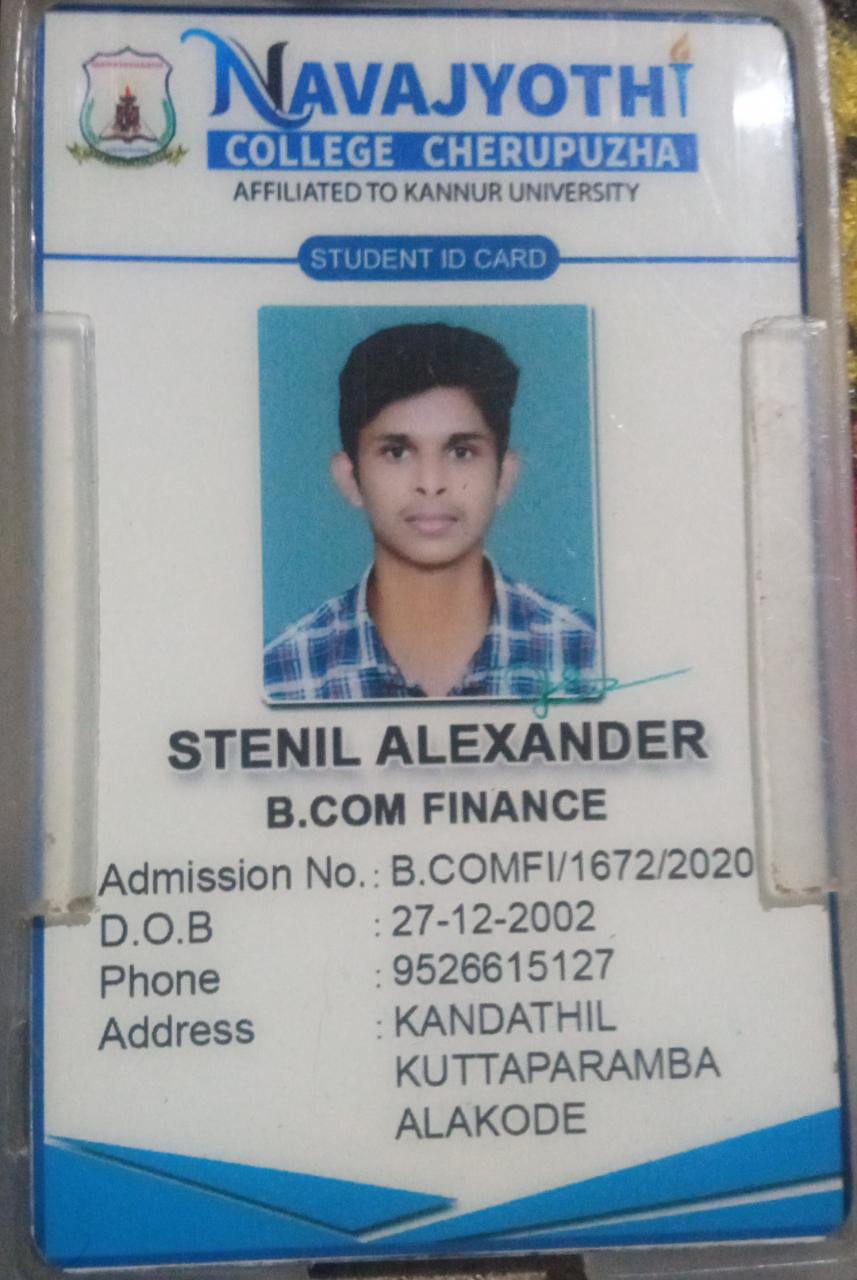 NAVAJYOTHI
COLLEGE CHERUPUZHA
AFFILIATED TO KANNUR UNIVERSITY
STUDENT ID CARD
STENIL ALEXANDER
B.COM FINANCE
Admission No. : B.COMFI/1672/2020
D.O.B : 27-12-2002
Phone : 9526615127
Address : KANDATHIL
KUTTAPARAMBA
ALAKODE